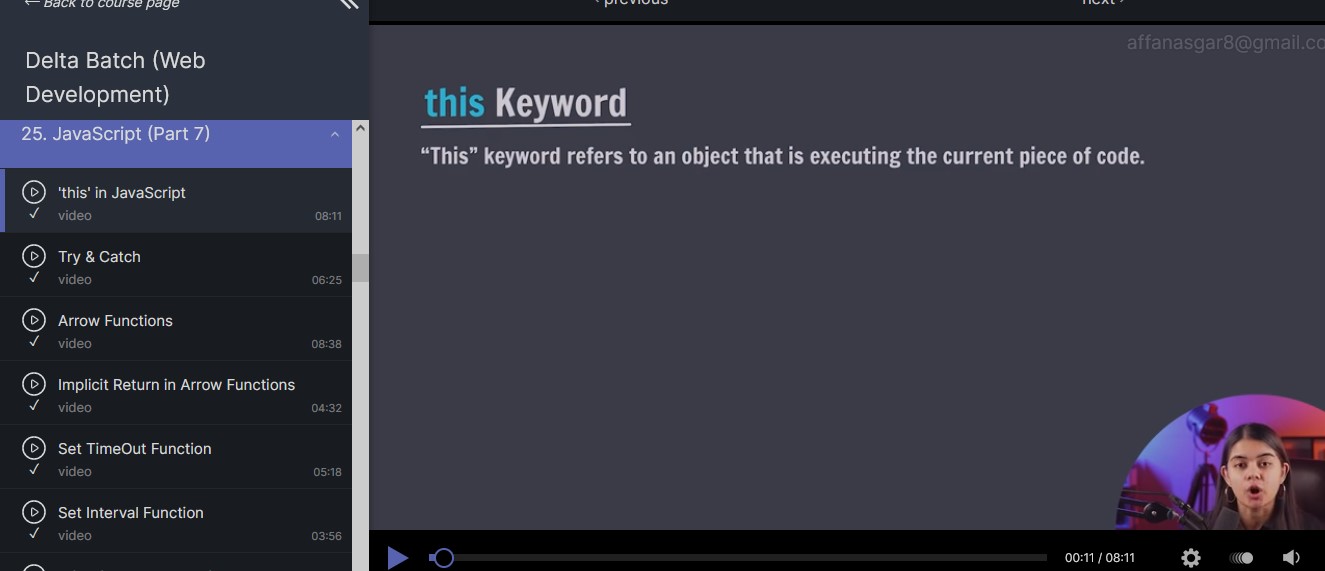 ← Back to course page
‹ previous
next ›
Delta Batch (Web
Development)
25. JavaScript (Part 7)
'this' in JavaScript
video
08:11
Try & Catch
video
06:25
Arrow Functions
video
08:38
Implicit Return in Arrow Functions
video
04:32
Set TimeOut Function
video
05:18
Set Interval Function
video
03:56
affanasgar8@gmail.co
this Keyword
“This” keyword refers to an object that is executing the current piece of code.
00:11 / 08:11